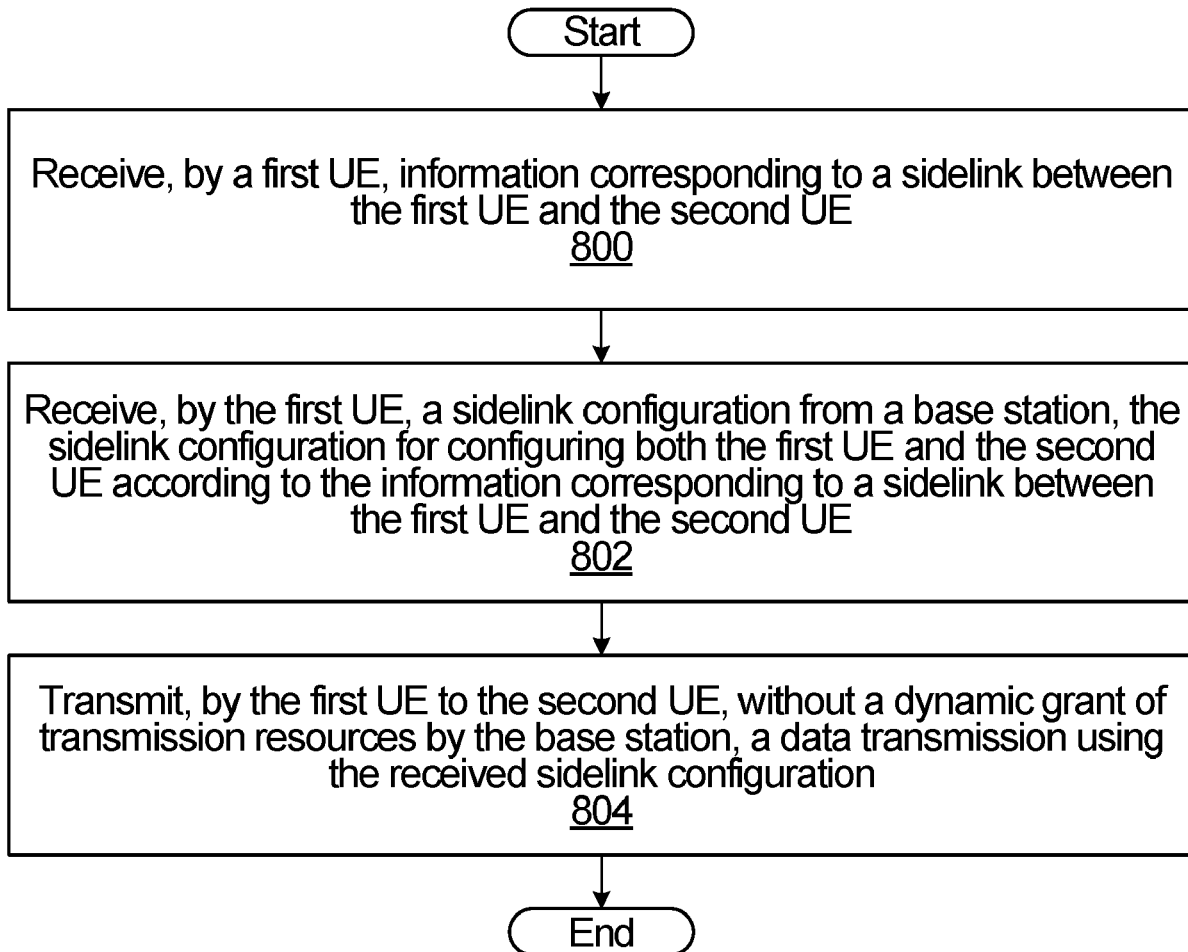 Start
Receive, by a first UE, information corresponding to a sidelink between
the first UE and the second UE
800
Receive, by the first UE, a sidelink configuration from a base station, the
sidelink configuration for configuring both the first UE and the second
UE according to the information corresponding to a sidelink between
the first UE and the second UE
802
Transmit, by the first UE to the second UE, without a dynamic grant of
transmission resources by the base station, a data transmission using
the received sidelink configuration
804
End